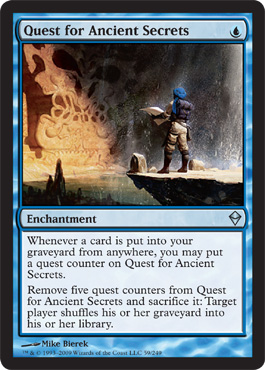 Quest for Ancient Secrets
Enchantment
Whenever a card is put into your
graveyard from anywhere, you may put
a quest counter on Quest for Ancient
Secrets.
Remove five quest counters from Quest
for Ancient Secrets and sacrifice it: Target
player shuffles his or her graveyard into
his or her library.
Mike Bierek
™ & © 1993–2009 Wizards of the Coast LLC 59/249